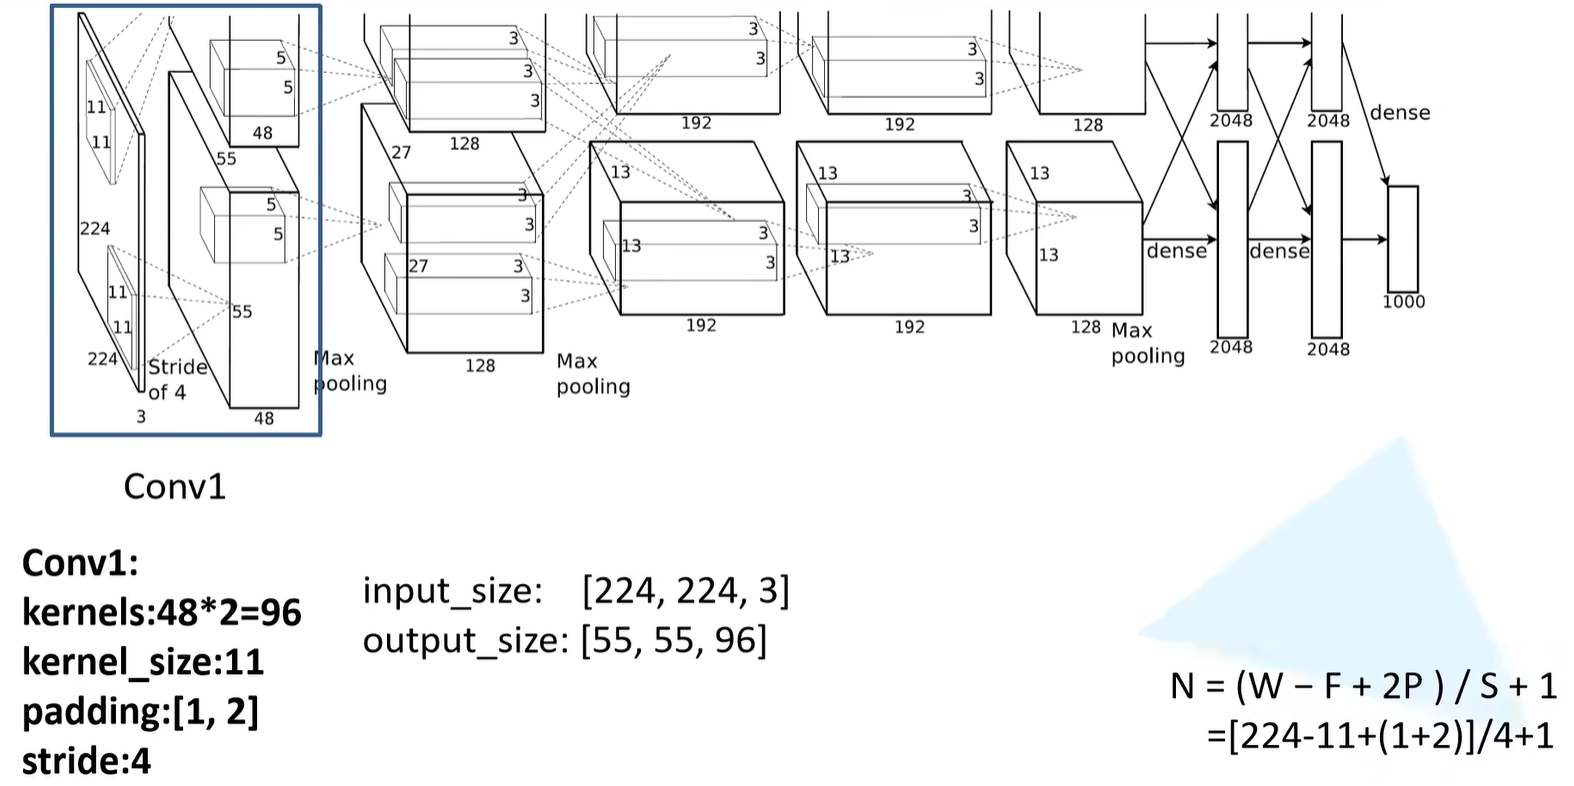 5
5
48
3
3
3
128
3
3
192
3
3
192
128
2048
2048
dense
11
11
224
11
11
224
3
Stride
of 4
55
5
5
55
48
Max
pooling
27
3
3
27
3
3
128
Max
pooling
13
13
3
3
192
13
3
3
13
192
13
13
128
Max
pooling
dense
2048
dense
2048
1000
Conv1
Conv1:
kernels:48*2=96
kernel_size:11
padding:[1, 2]
stride:4
input_size: [224, 224, 3]
output_size: [55, 55, 96]
N = (W – F + 2P ) / S + 1
=[224-11+(1+2)]/4+1